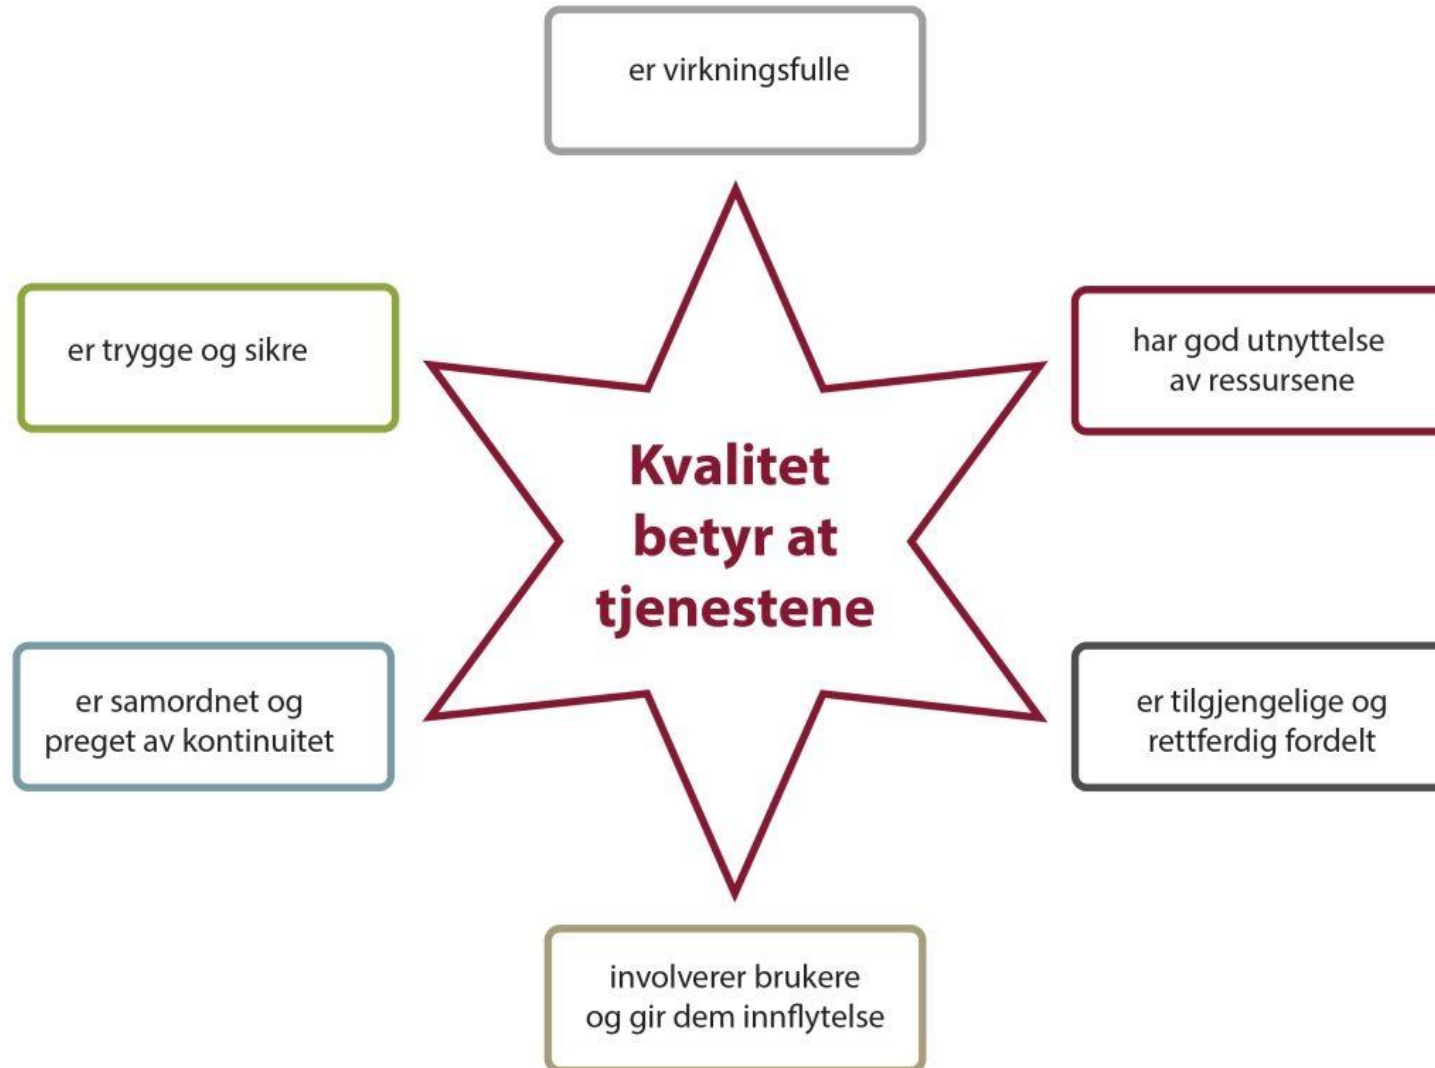 er virkningsfulle
er trygge og sikre
har god utnyttelse
av ressursene
Kvalitet
betyr at
tjenestene
er samordnet og
preget av kontinuitet
er tilgjengelige og
rettferdig fordelt
involverer brukere
og gir dem innflytelse